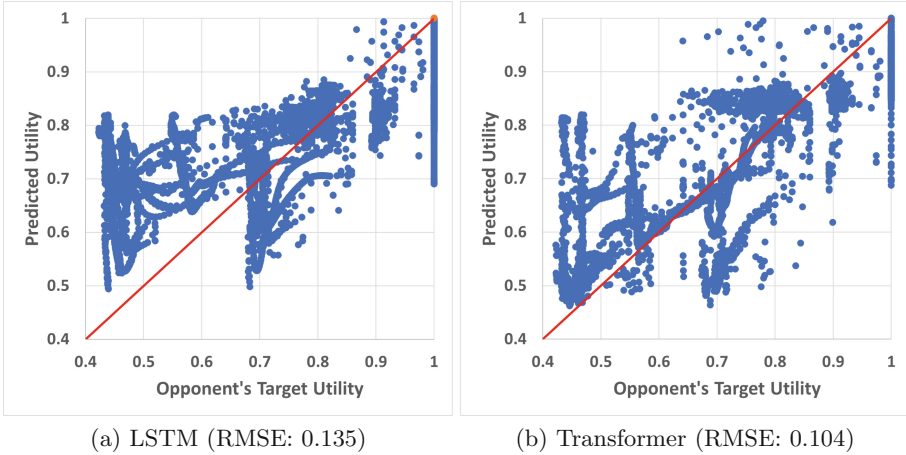 1
0.9
0.8
0.7
0.6
0.5
0.4
Predicted Utility
0.4 0.5 0.6 0.7 0.8 0.9 1
Opponent's Target Utility
(a) LSTM (RMSE: 0.135)
1
0.9
0.8
0.7
0.6
0.5
0.4
Predicted Utility
0.4 0.5 0.6 0.7 0.8 0.9 1
Opponent's Target Utility
(b) Transformer (RMSE: 0.104)